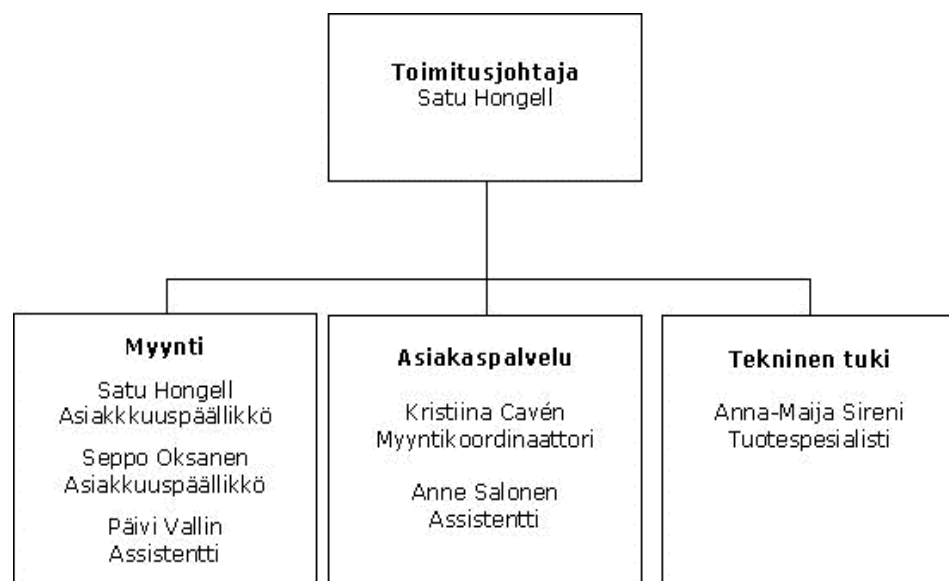 Toimitusjohtaja
Satu Hongell
Myynti
Satu Hongell
Asiakkkuuspäällikkö
Seppo Oksanen
Asiakkuuspäällikkö
Päivi Vallin
Assistentti
Asiakaspalvelu
Kristiina Cavén
Myyntikoordinaattori
Anne Salonen
Assistentti
Tekninen tuki
Anna-Maija Sireni
Tuotespesialisti